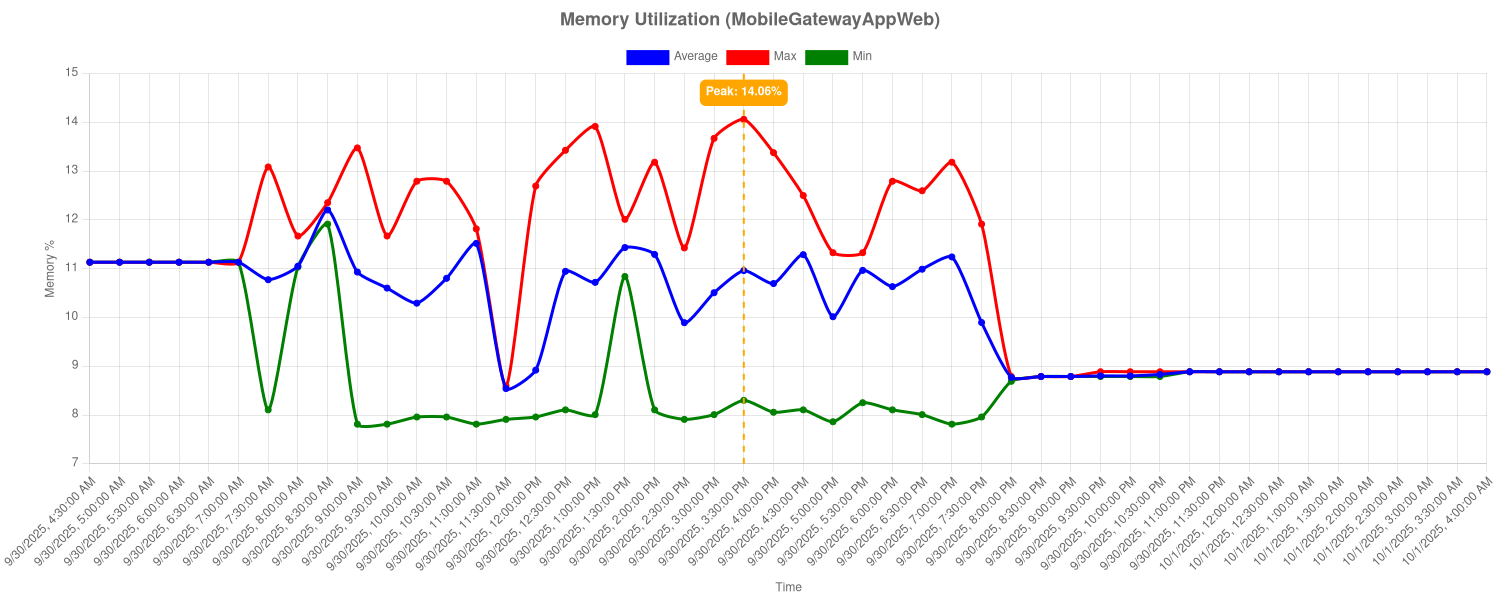 Memory Utilization (MobileGatewayAppWeb)
Average Max Min
Peak: 14.06%
15
14
13
12
11
10
9
8
7
Memory %
9/30/2025, 4:30:00 AM
9/30/2025, 5:00:00 AM
9/30/2025, 5:30:00 AM
9/30/2025, 6:00:00 AM
9/30/2025, 6:30:00 AM
9/30/2025, 7:00:00 AM
9/30/2025, 7:30:00 AM
9/30/2025, 8:00:00 AM
9/30/2025, 8:30:00 AM
9/30/2025, 9:00:00 AM
9/30/2025, 9:30:00 AM
9/30/2025, 10:00:00 AM
9/30/2025, 10:30:00 AM
9/30/2025, 11:00:00 AM
9/30/2025, 11:30:00 AM
9/30/2025, 12:00:00 PM
9/30/2025, 12:30:00 PM
9/30/2025, 1:00:00 PM
9/30/2025, 1:30:00 PM
9/30/2025, 2:00:00 PM
9/30/2025, 2:30:00 PM
9/30/2025, 3:00:00 PM
9/30/2025, 3:30:00 PM
9/30/2025, 4:00:00 PM
9/30/2025, 4:30:00 PM
9/30/2025, 5:00:00 PM
9/30/2025, 5:30:00 PM
9/30/2025, 6:00:00 PM
9/30/2025, 6:30:00 PM
9/30/2025, 7:00:00 PM
9/30/2025, 7:30:00 PM
9/30/2025, 8:00:00 PM
9/30/2025, 8:30:00 PM
9/30/2025, 9:00:00 PM
9/30/2025, 9:30:00 PM
9/30/2025, 10:00:00 PM
9/30/2025, 10:30:00 PM
9/30/2025, 11:00:00 PM
9/30/2025, 11:30:00 PM
10/1/2025, 12:00:00 AM
10/1/2025, 12:30:00 AM
10/1/2025, 1:00:00 AM
10/1/2025, 1:30:00 AM
10/1/2025, 2:00:00 AM
10/1/2025, 2:30:00 AM
10/1/2025, 3:00:00 AM
10/1/2025, 3:30:00 AM
10/1/2025, 4:00:00 AM
Time